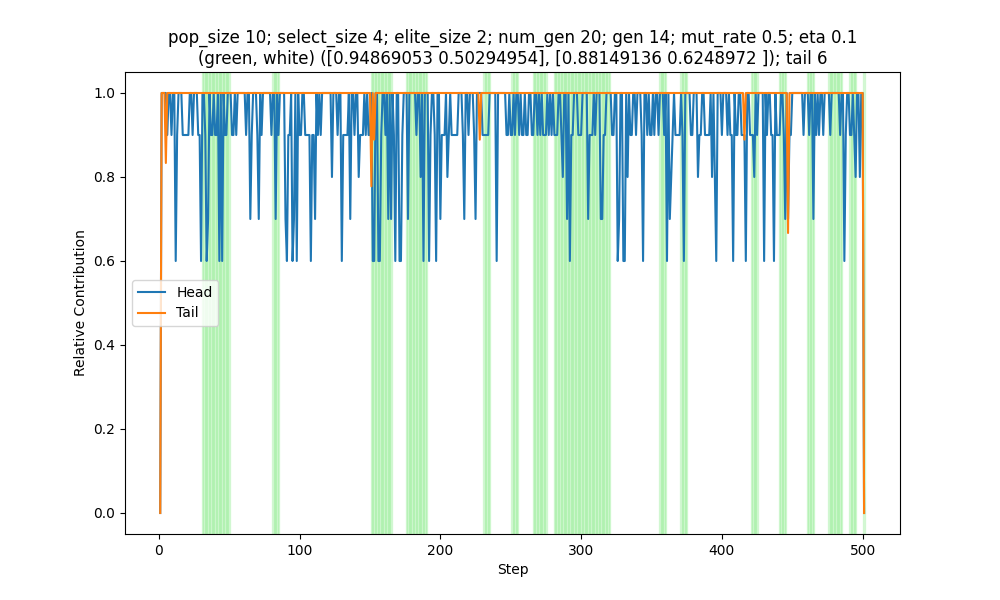 pop_size 10; select_size 4; elite_size 2; num_gen 20; gen 14; mut_rate 0.5; eta 0.1
(green, white) ([0.94869053 0.50294954], [0.88149136 0.6248972 ]); tail 6
1.0
0.8
0.6
0.4
0.2
0.0
Relative Contribution
Head
Tail
0 100 200 300 400 500
Step